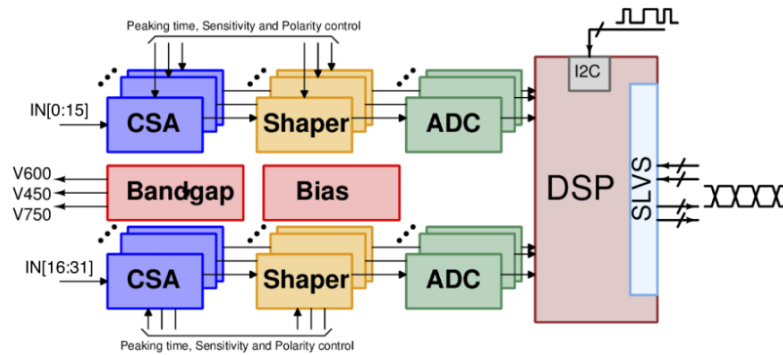 Peaking time, Sensitivity and Polarity control
I2C
IN[0:15]
CSA
Shaper
ADC
V600
V450
V750
Bandgap
Bias
DSP
SLVS
IN[16:31]
CSA
Shaper
ADC
Peaking time, Sensitivity and Polarity control